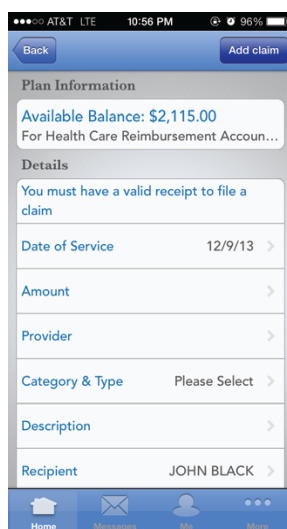 AT&T LTE 10:56 PM 96%
Back Add claim
Plan Information
Available Balance: $2,115.00
For Health Care Reimbursement Accoun...
Details
You must have a valid receipt to file a
claim
Date of Service 12/9/13
Amount
Provider
Category & Type Please Select
Description
Recipient JOHN BLACK
Home Messages Me More